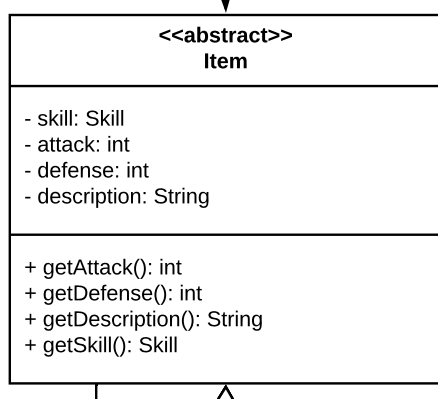 <<abstract>>
Item
- skill: Skill
- attack: int
- defense: int
- description: String
+ getAttack(): int
+ getDefense(): int
+ getDescription(): String
+ getSkill(): Skill